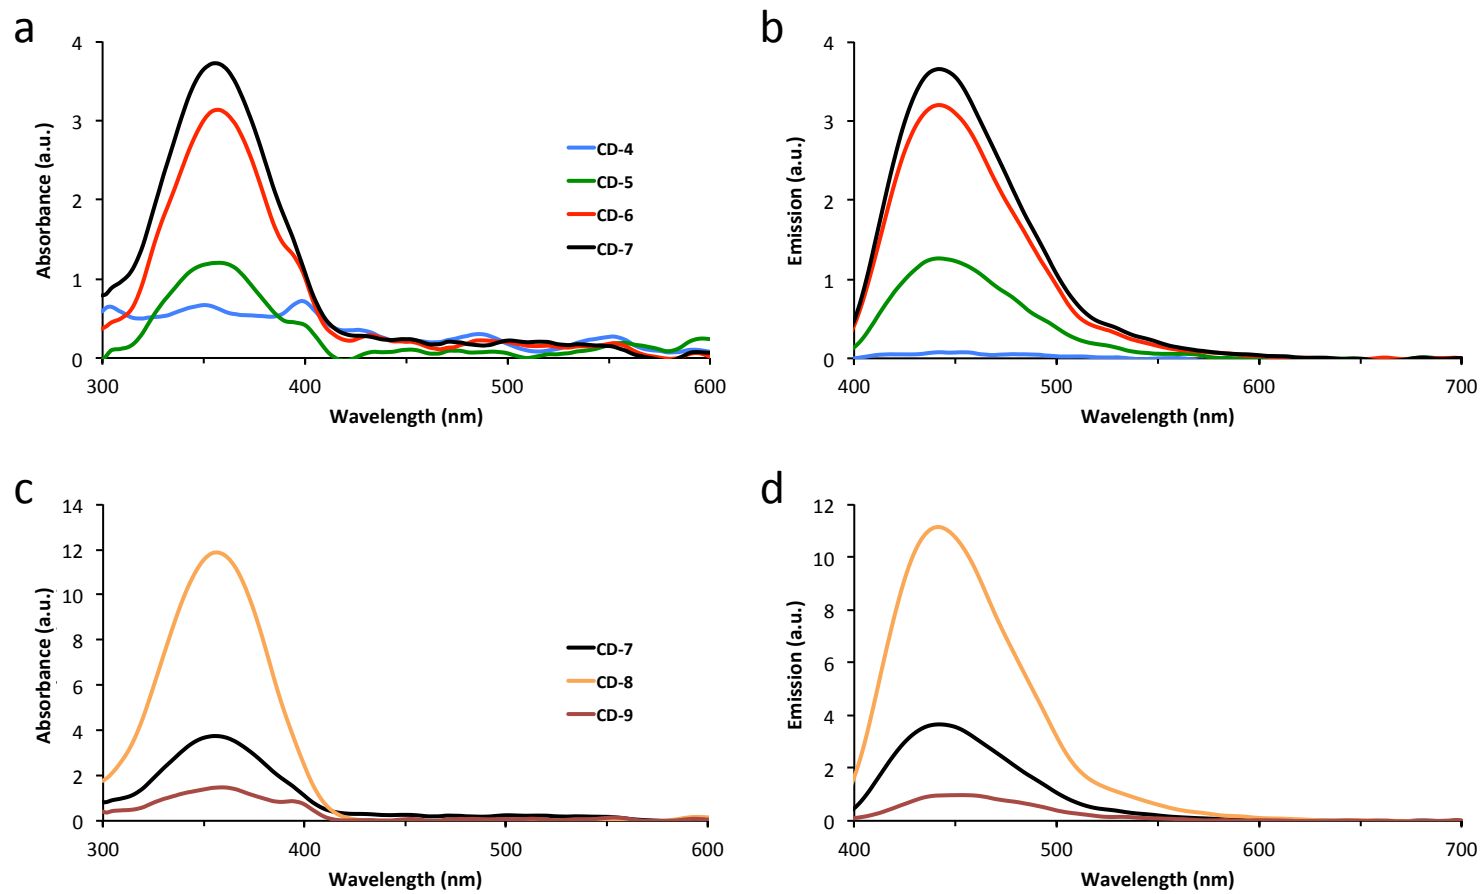 a
Absorbance (a.u.)
4
3
2
1
0
300
400
500
600
Wavelength (nm)
CD-4
CD-5
CD-6
CD-7
b
Emission (a.u.)
4
3
2
1
0
400
500
600
700
Wavelength (nm)
c
Absorbance (a.u.)
14
12
10
8
6
4
2
0
300
400
500
600
Wavelength (nm)
CD-7
CD-8
CD-9
d
Emission (a.u.)
12
10
8
6
4
2
0
400
500
600
700
Wavelength (nm)